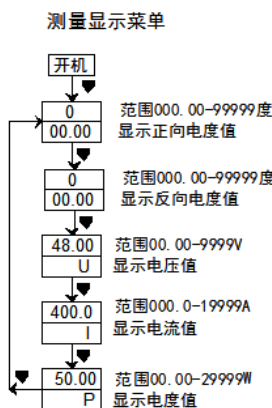 测量显示菜单
开机
0
00.00
范围000.00-99999度
显示正向电度值
0
00.00
范围000.00-99999度
显示反向电度值
48.00
U
范围00.00-9999V
显示电压值
400.0
I
范围000.0-19999A
显示电流值
50.00
P
范围00.00-29999W
显示电度值